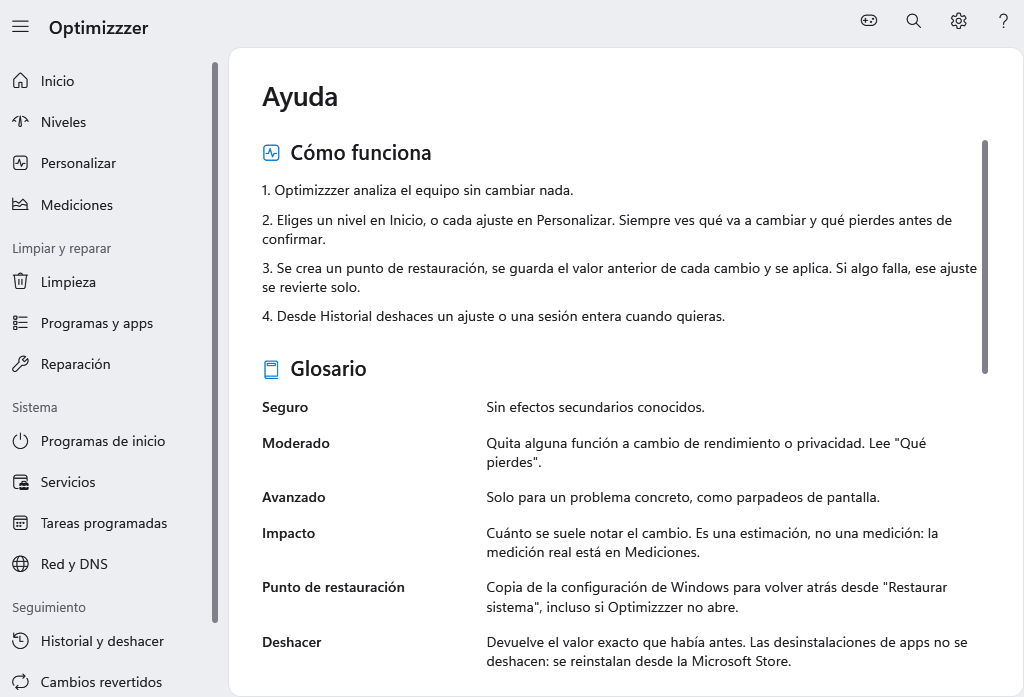 Optimizzzer
Inicio
Niveles
Personalizar
Mediciones
Limpiar y reparar
Limpieza
Programas y apps
Reparación
Sistema
Programas de inicio
Servicios
Tareas programadas
Red y DNS
Seguimiento
Historial y deshacer
Cambios revertidos
Ayuda
Cómo funciona
1. Optimizzzer analiza el equipo sin cambiar nada.
2. Eliges un nivel en Inicio, o cada ajuste en Personalizar. Siempre ves qué va a cambiar y qué pierdes antes de
confirmar.
3. Se crea un punto de restauración, se guarda el valor anterior de cada cambio y se aplica. Si algo falla, ese ajuste
se revierte solo.
4. Desde Historial deshaces un ajuste o una sesión entera cuando quieras.
Glosario
Seguro
Sin efectos secundarios conocidos.
Moderado
Quita alguna función a cambio de rendimiento o privacidad. Lee "Qué
pierdes".
Avanzado
Solo para un problema concreto, como parpadeos de pantalla.
Impacto
Cuánto se suele notar el cambio. Es una estimación, no una medición: la
medición real está en Mediciones.
Punto de restauración
Copia de la configuración de Windows para volver atrás desde "Restaurar
sistema", incluso si Optimizzzer no abre.
Deshacer
Devuelve el valor exacto que había antes. Las desinstalaciones de apps no se
deshacen: se reinstalan desde la Microsoft Store.